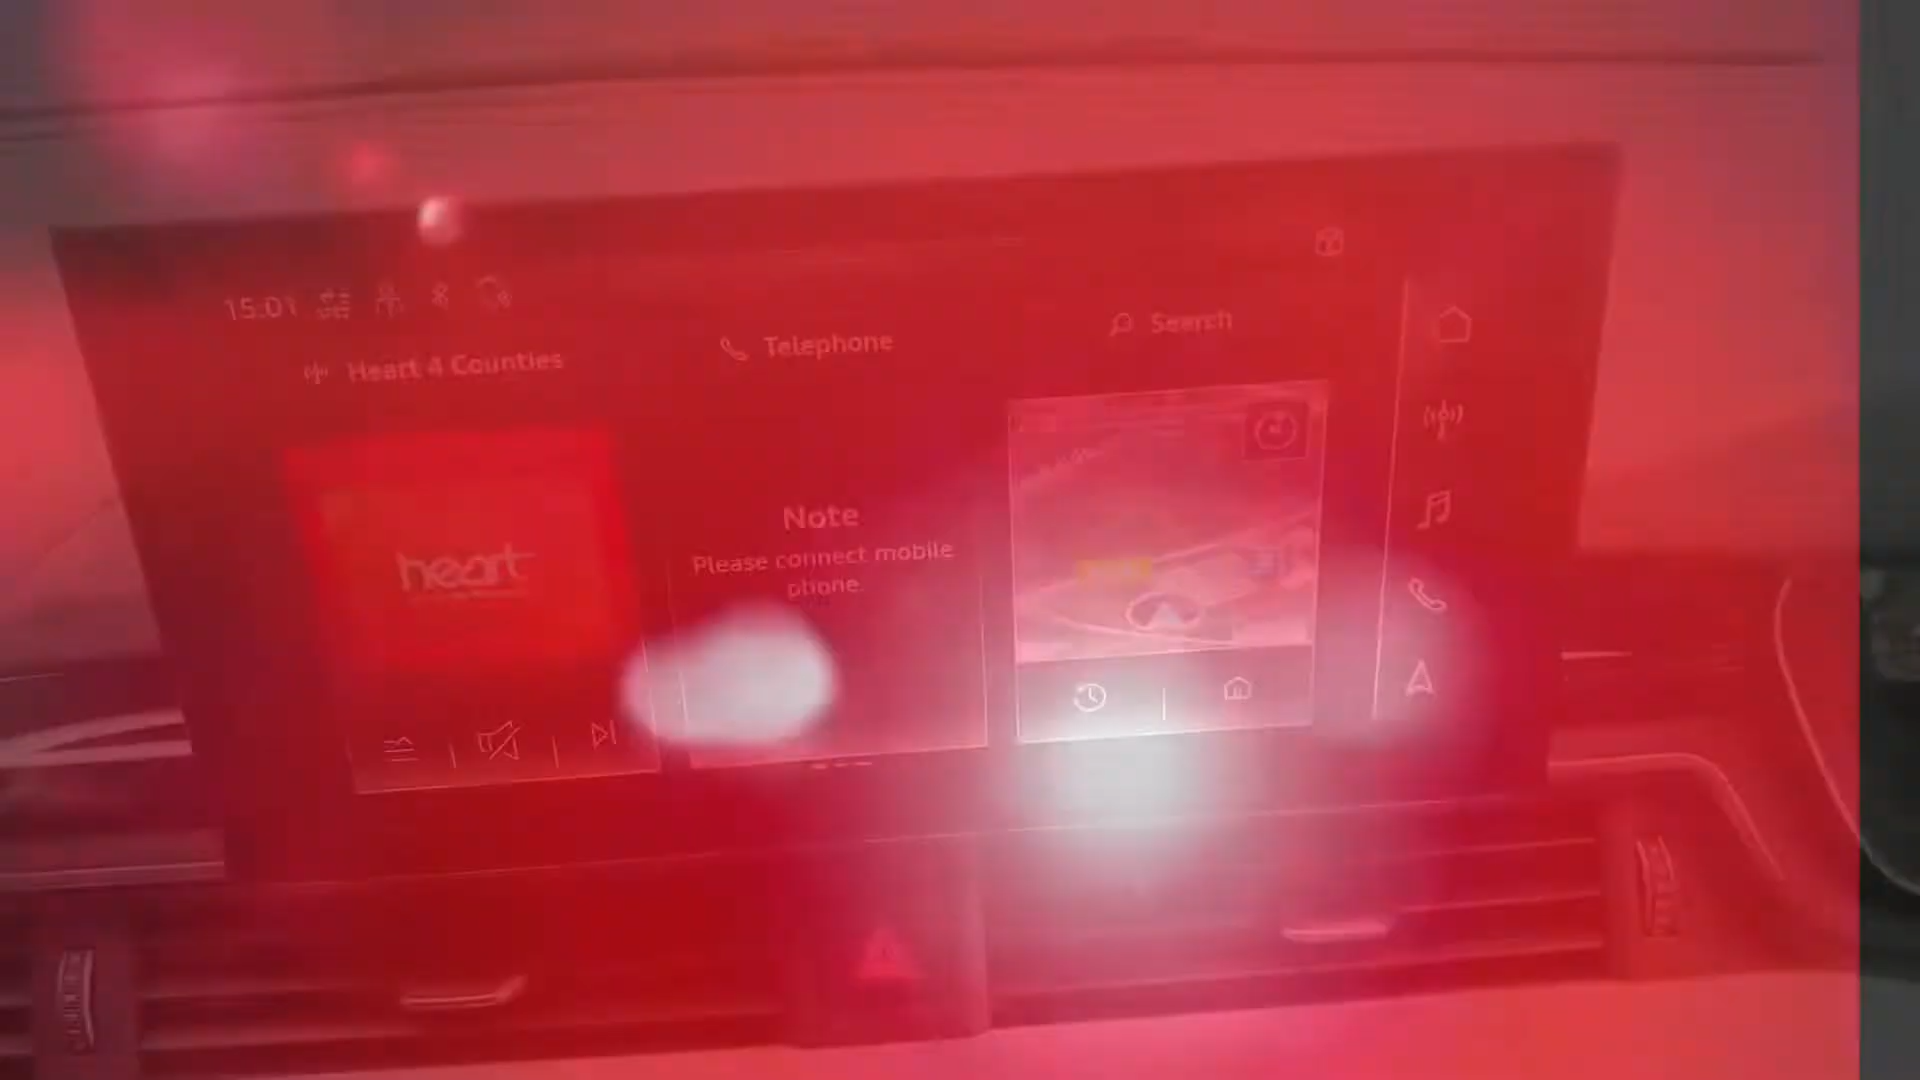 15:01
Heart 4 Counties
Telephone
Search
heart
Note
Please connect mobile
phone.